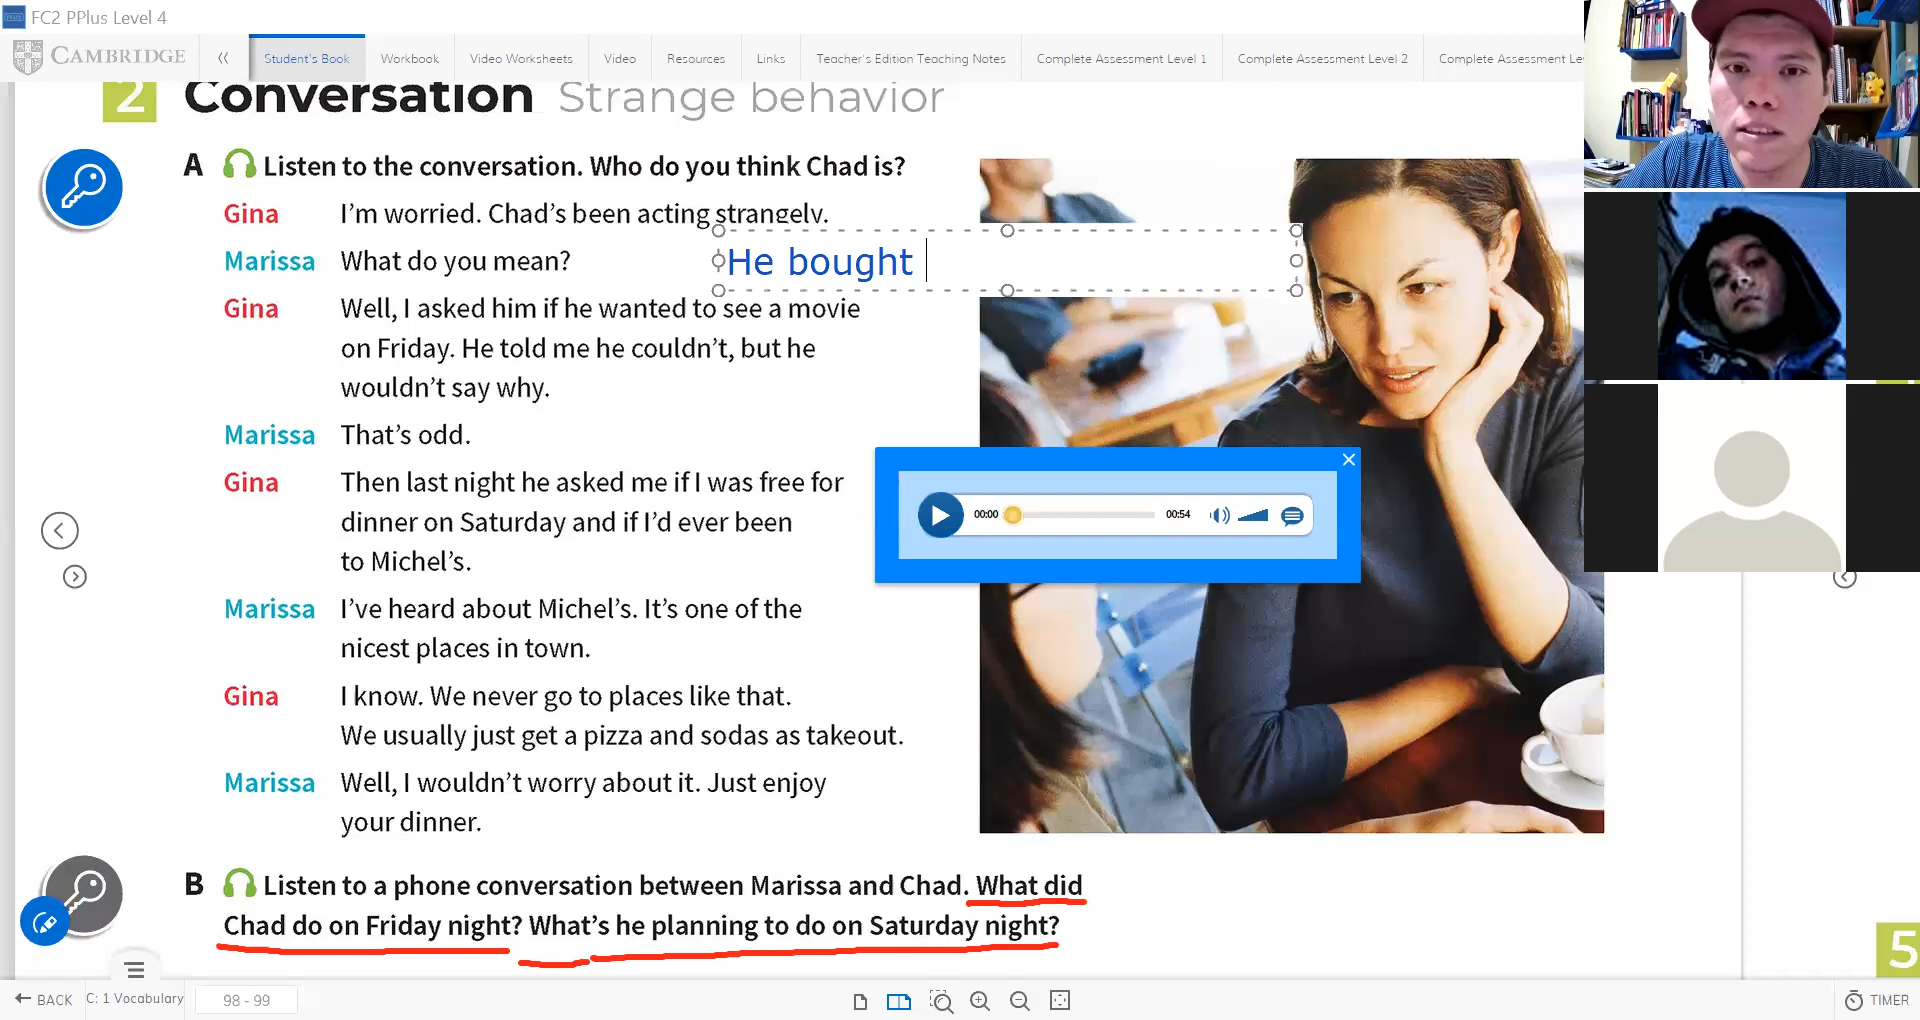 FC2 PPlus Level 4
CAMBRIDGE
Student's Book
Workbook
Video Worksheets
Video
Resources
Links
Teacher's Edition Teaching Notes
Complete Assessment Level 1
Complete Assessment Level 2
Complete Assessment Le
2 Conversation Strange behavior
A Listen to the conversation. Who do you think Chad is?
Gina I'm worried. Chad's been acting strangely.
Marissa What do you mean?
He bought
Gina Well, I asked him if he wanted to see a movie
on Friday. He told me he couldn't, but he
wouldn't say why.
Marissa That's odd.
Gina Then last night he asked me if I was free for
dinner on Saturday and if I'd ever been
to Michel's.
00:00
00:54
Marissa I've heard about Michel's. It's one of the
nicest places in town.
Gina I know. We never go to places like that.
We usually just get a pizza and sodas as takeout.
Marissa Well, I wouldn't worry about it. Just enjoy
your dinner.
B Listen to a phone conversation between Marissa and Chad. What did
Chad do on Friday night? What's he planning to do on Saturday night?
5
BACK
C: 1 Vocabulary
98 - 99
TIMER